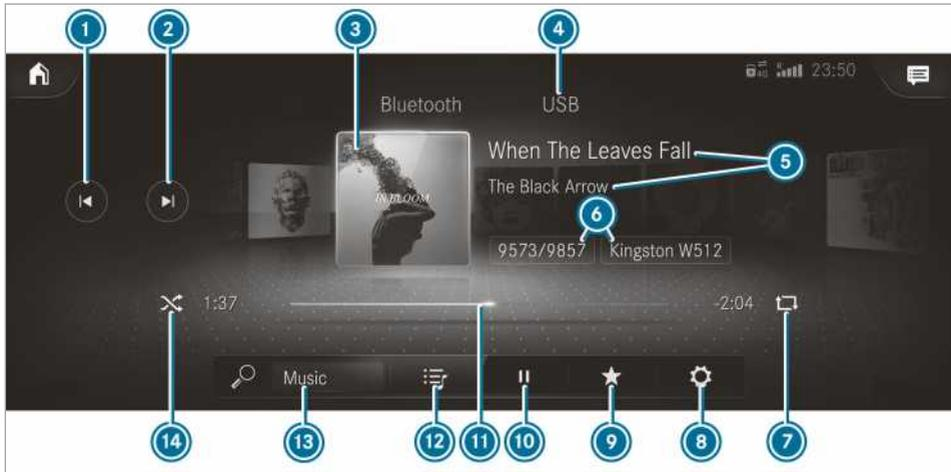 1 2 3 4
4G 23:50
Bluetooth USB
When The Leaves Fall
5
The Black Arrow
IN BLOOM
6
9573/9857 Kingston W512
1:37 -2:04
Music
14 13 12 11 10 9 8 7